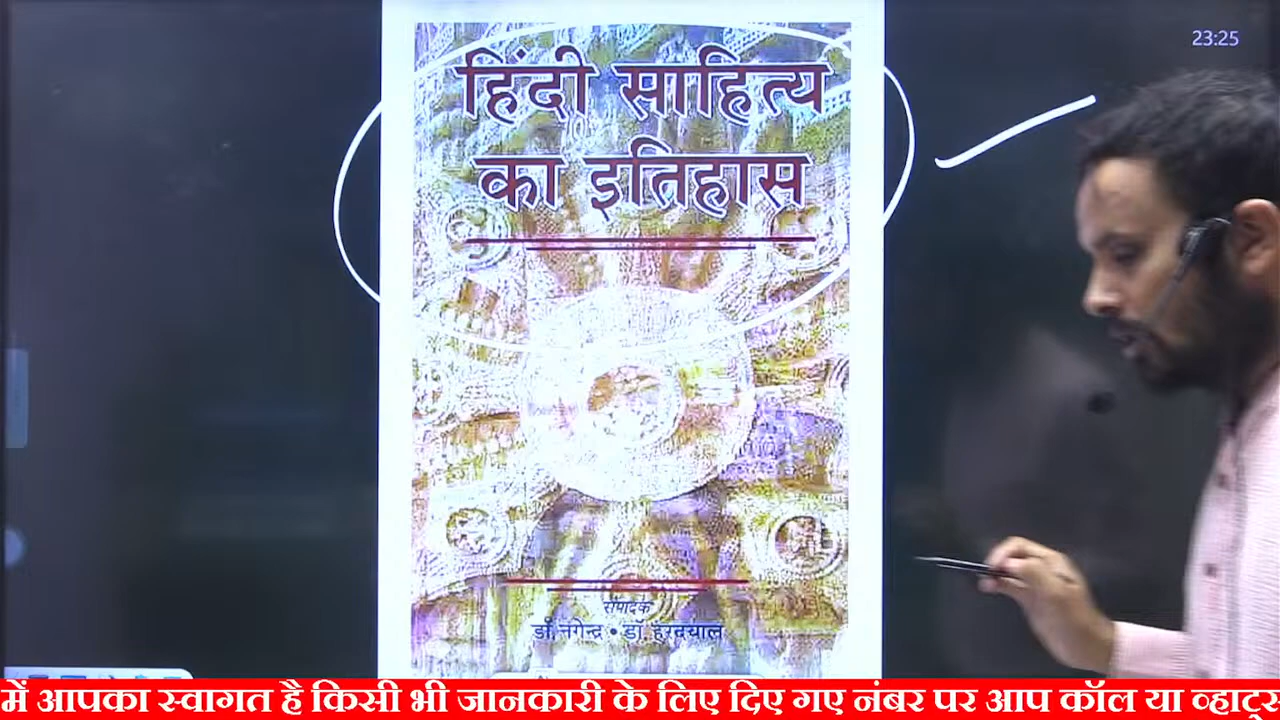 23:25
हिंदी साहित्य
का इतिहास
संपादक
डॉ. नगेन्द्र • डॉ. हरदयाल
में आपका स्वागत है किसी भी जानकारी के लिए दिए गए नंबर पर आप कॉल या व्हाट्स